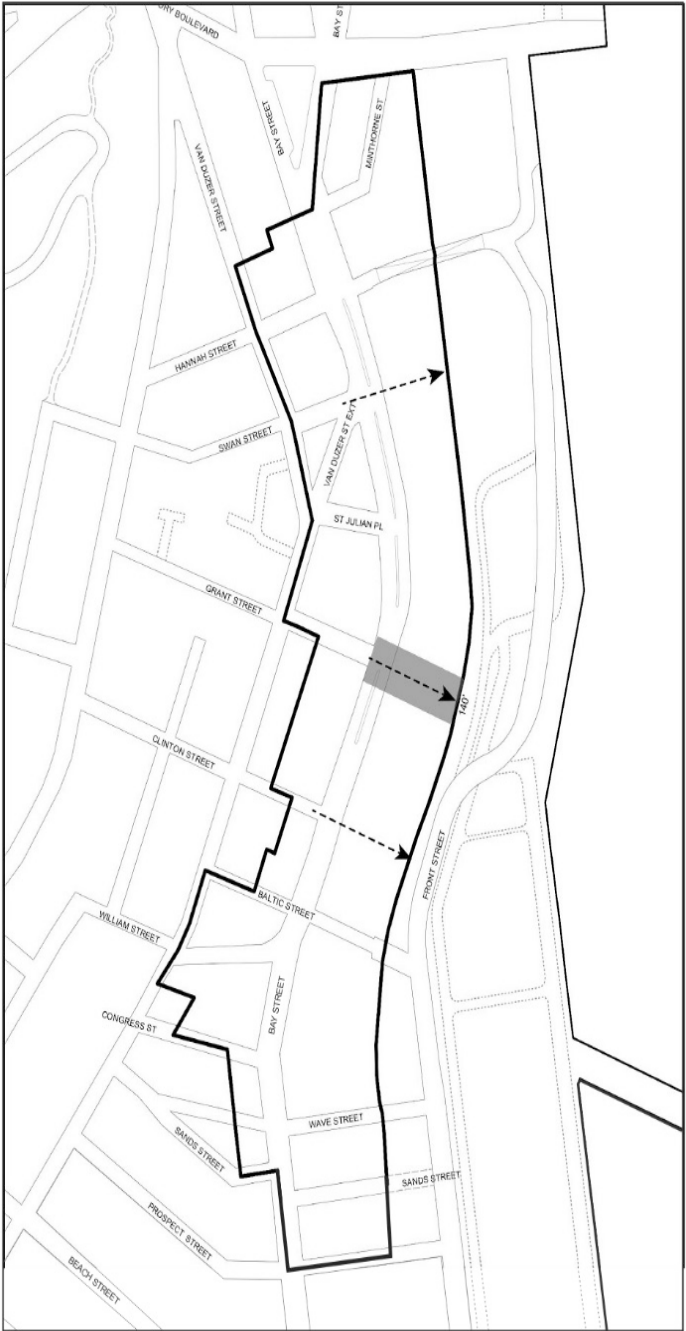 RY BOULEVARD
BAY ST
BAY STREET
MINTHORNE ST
VAN DUZER STREET
HANNAH STREET
SWAN STREET
VAN DUZER ST EXT
ST JULIAN PL
GRANT STREET
140'
CLINTON STREET
FRONT STREET
BALTIC STREET
WILLIAM STREET
BAY STREET
CONGRESS ST
WAVE STREET
SANDS STREET
SANDS STREET
PROSPECT STREET
BEACH STREET